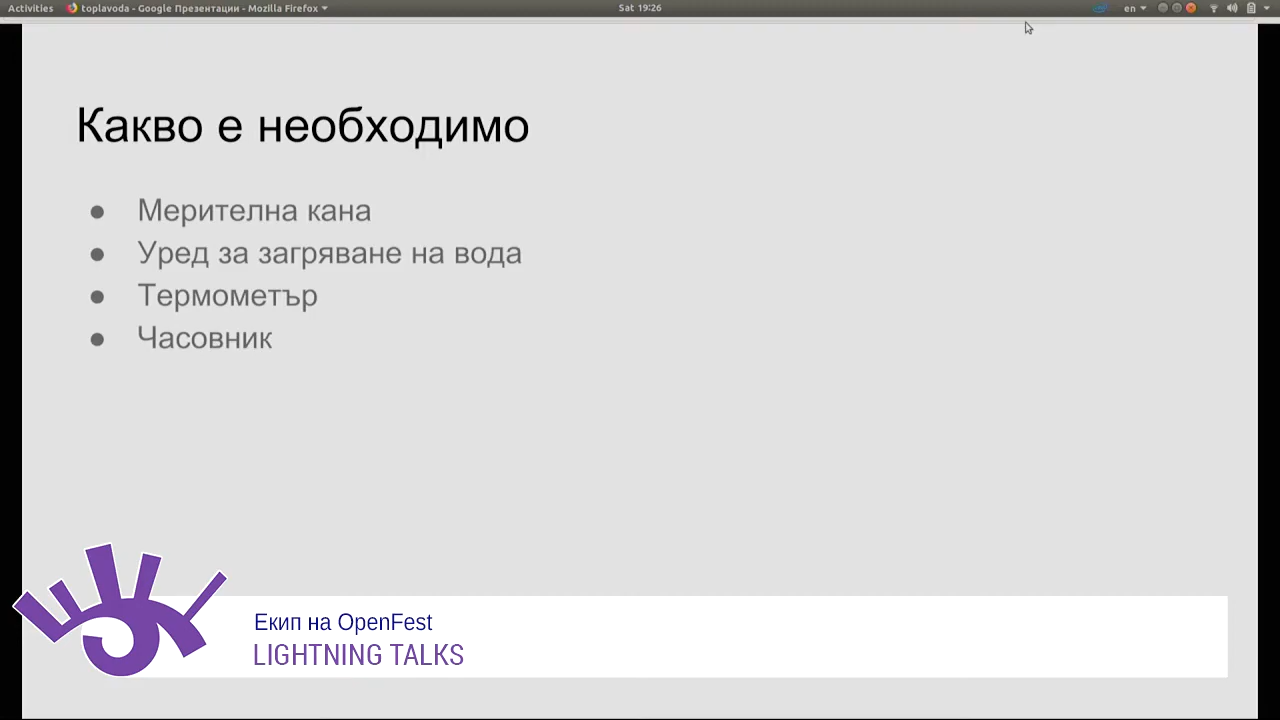 Activities toplavoda - Google Презентации - Mozilla Firefox Sat 19:26 en
Какво е необходимо
● Мерителна кана
● Уред за загряване на вода
● Термометър
● Часовник
Екип на OpenFest
LIGHTNING TALKS